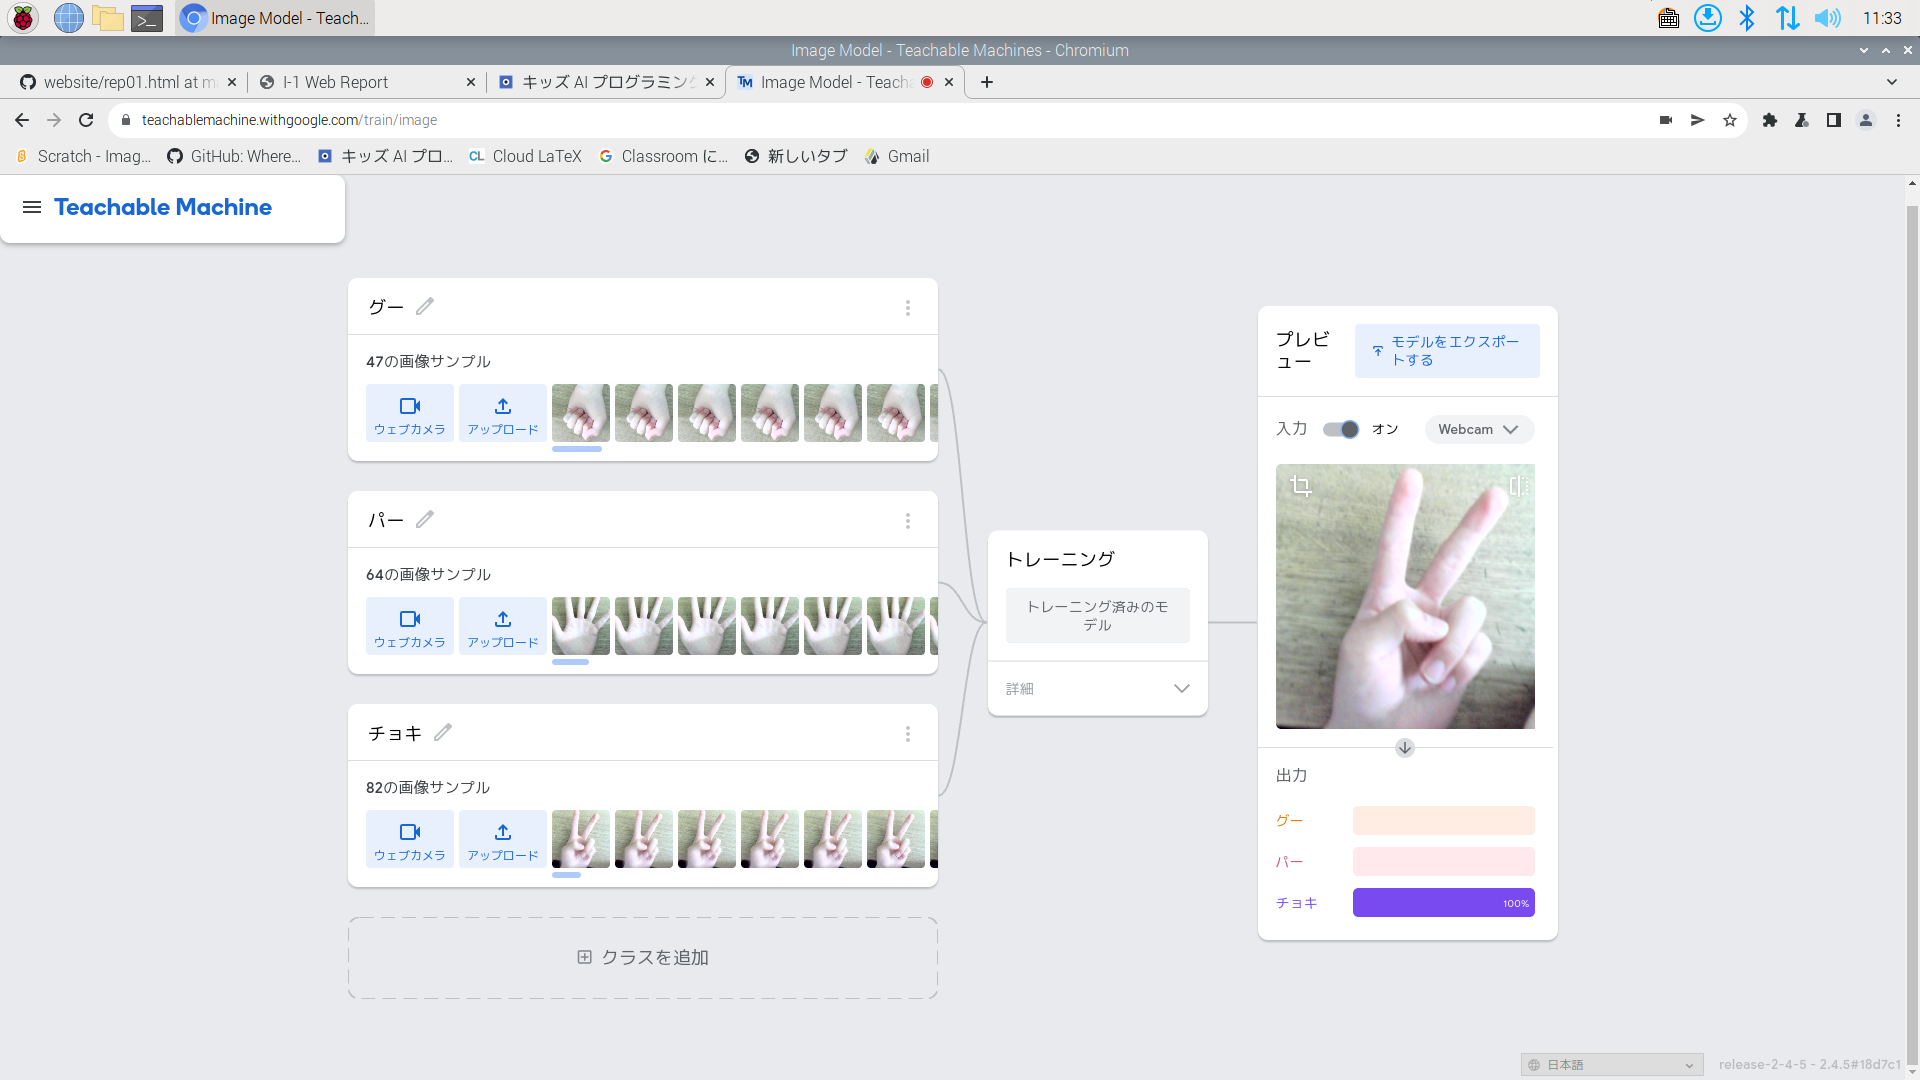 Image Model - Teach...
11:33
Image Model - Teachable Machines - Chromium
website/rep01.html at m
I-1 Web Report
キッズ AI プログラミング
Image Model - Teach
teachablemachine.withgoogle.com/train/image
Scratch - Imag...
GitHub: Where...
キッズ AI プロ...
CL Cloud LaTeX
Classroom に...
新しいタブ
Gmail
Teachable Machine
グー
47の画像サンプル
ウェブカメラ
アップロード
パー
64の画像サンプル
ウェブカメラ
アップロード
チョキ
82の画像サンプル
ウェブカメラ
アップロード
クラスを追加
トレーニング
トレーニング済みのモ
デル
詳細
プレビ
ュー
モデルをエクスポー
トする
入力
オン
Webcam
出力
グー
パー
チョキ
100%
日本語
release-2-4-5 - 2.4.5#18d7c1